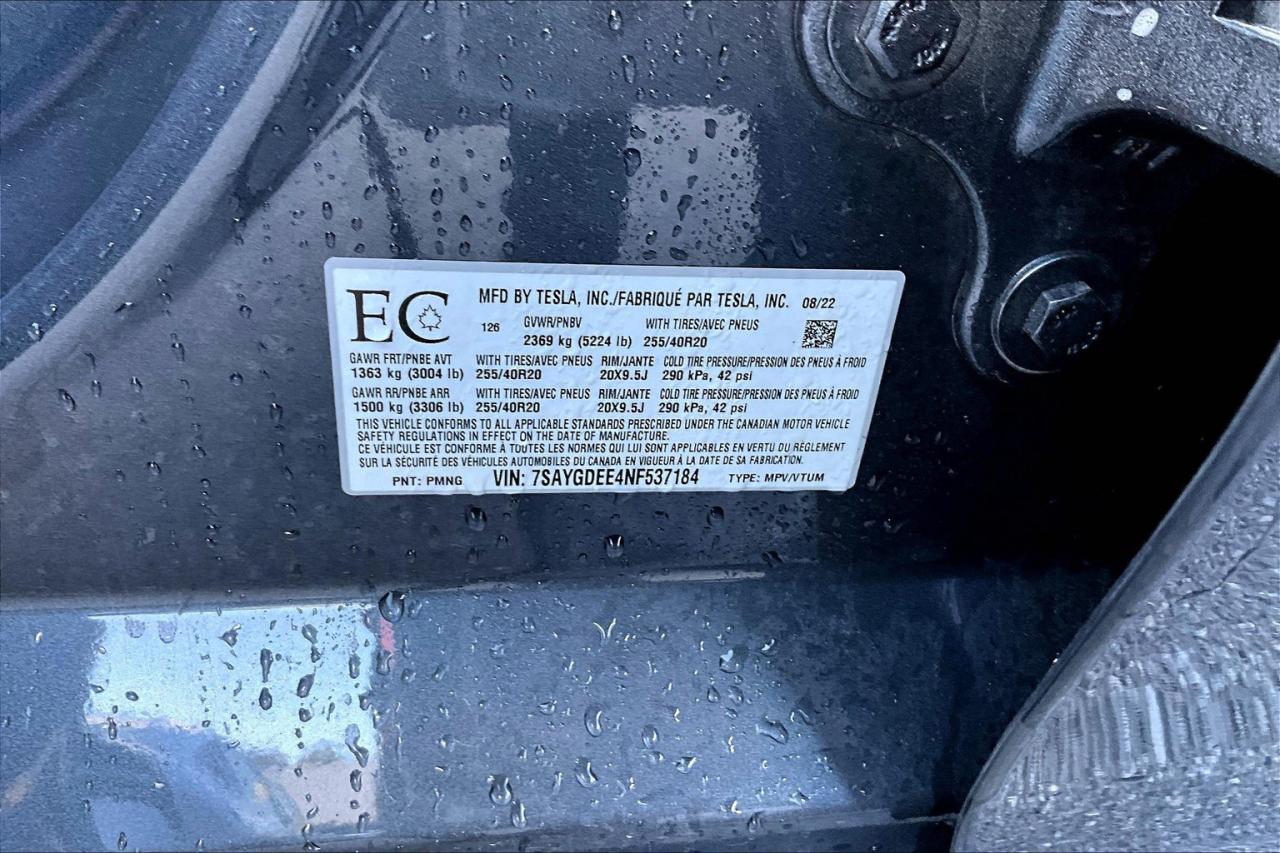 EC MFD BY TESLA, INC./FABRIQUÉ PAR TESLA, INC. 08/22
126 GVWR/PNBV WITH TIRES/AVEC PNEUS
2369 kg (5224 lb) 255/40R20
GAWR FRT/PNBE AVT WITH TIRES/AVEC PNEUS RIM/JANTE COLD TIRE PRESSURE/PRESSION DES PNEUS À FROID
1363 kg (3004 lb) 255/40R20 20X9.5J 290 kPa, 42 psi
GAWR RR/PNBE ARR WITH TIRES/AVEC PNEUS RIM/JANTE COLD TIRE PRESSURE/PRESSION DES PNEUS À FROID
1500 kg (3306 lb) 255/40R20 20X9.5J 290 kPa, 42 psi
THIS VEHICLE CONFORMS TO ALL APPLICABLE STANDARDS PRESCRIBED UNDER THE CANADIAN MOTOR VEHICLE
SAFETY REGULATIONS IN EFFECT ON THE DATE OF MANUFACTURE.
CE VÉHICULE EST CONFORME À TOUTES LES NORMES QUI LUI SONT APPLICABLES EN VERTU DU RÈGLEMENT
SUR LA SÉCURITÉ DES VÉHICULES AUTOMOBILES DU CANADA EN VIGUEUR À LA DATE DE SA FABRICATION.
PNT: PMNG VIN: 7SAYGDEE4NF537184 TYPE: MPV/VTUM